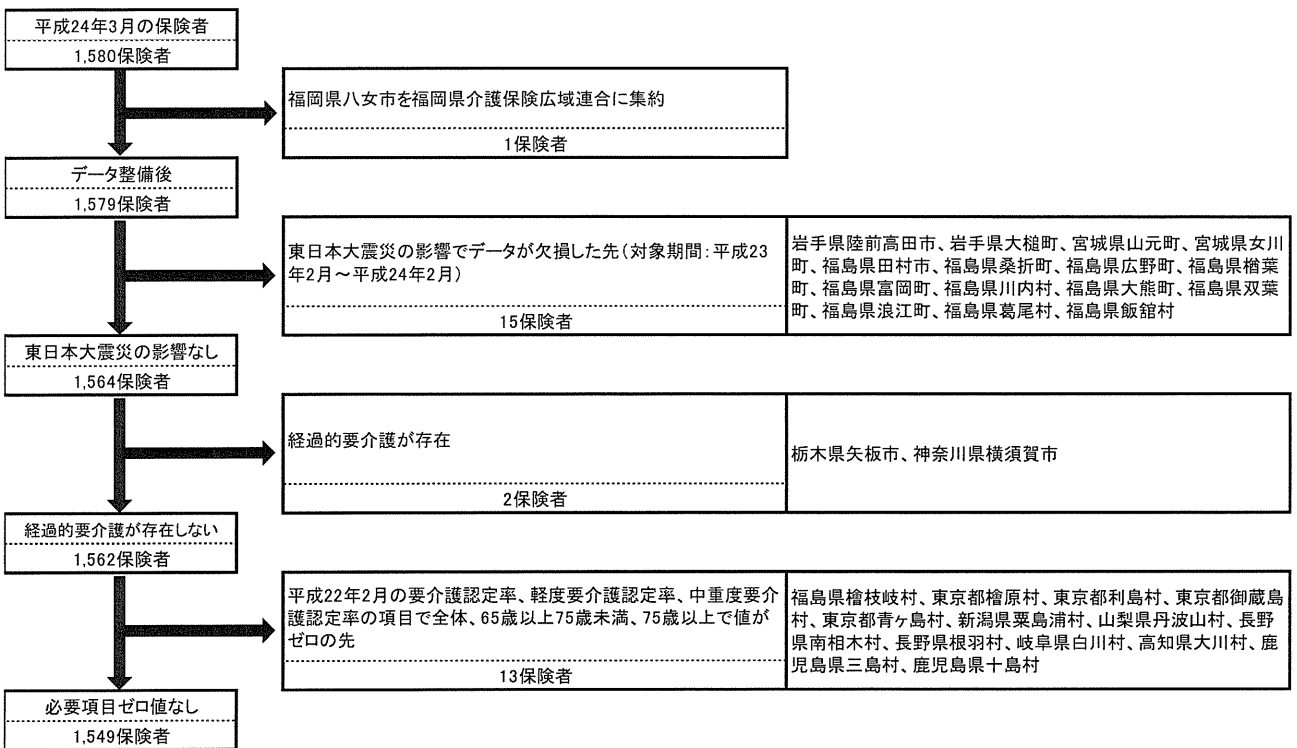 平成24年3月の保険者
1,580保険者
福岡県八女市を福岡県介護保険広域連合に集約
1保険者
データ整備後
1,579保険者
東日本大震災の影響でデータが欠損した先(対象期間:平成23
年2月～平成24年2月)
15保険者
岩手県陸前高田市、岩手県大槌町、宮城県山元町、宮城県女川
町、福島県田村市、福島県桑折町、福島県広野町、福島県楢葉
町、福島県富岡町、福島県川内村、福島県大熊町、福島県双葉
町、福島県浪江町、福島県葛尾村、福島県飯舘村
東日本大震災の影響なし
1,564保険者
経過的要介護が存在
2保険者
栃木県矢板市、神奈川県横須賀市
経過的要介護が存在しない
1,562保険者
平成22年2月の要介護認定率、軽度要介護認定率、中重度要介
護認定率の項目で全体、65歳以上75歳未満、75歳以上で値が
ゼロの先
13保険者
福島県檜枝岐村、東京都檜原村、東京都利島村、東京都御蔵島
村、東京都青ヶ島村、新潟県粟島浦村、山梨県丹波山村、長野
県南相木村、長野県根羽村、岐阜県白川村、高知県大川村、鹿
児島県三島村、鹿児島県十島村
必要項目ゼロ値なし
1,549保険者